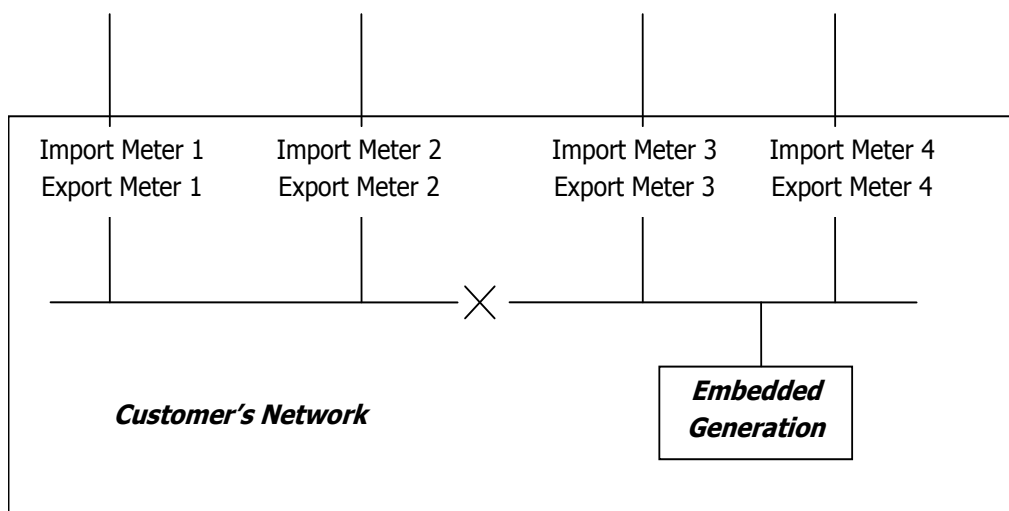 Import Meter 1
Export Meter 1
Import Meter 2
Export Meter 2
Import Meter 3
Export Meter 3
Import Meter 4
Export Meter 4
Customer's Network
Embedded
Generation